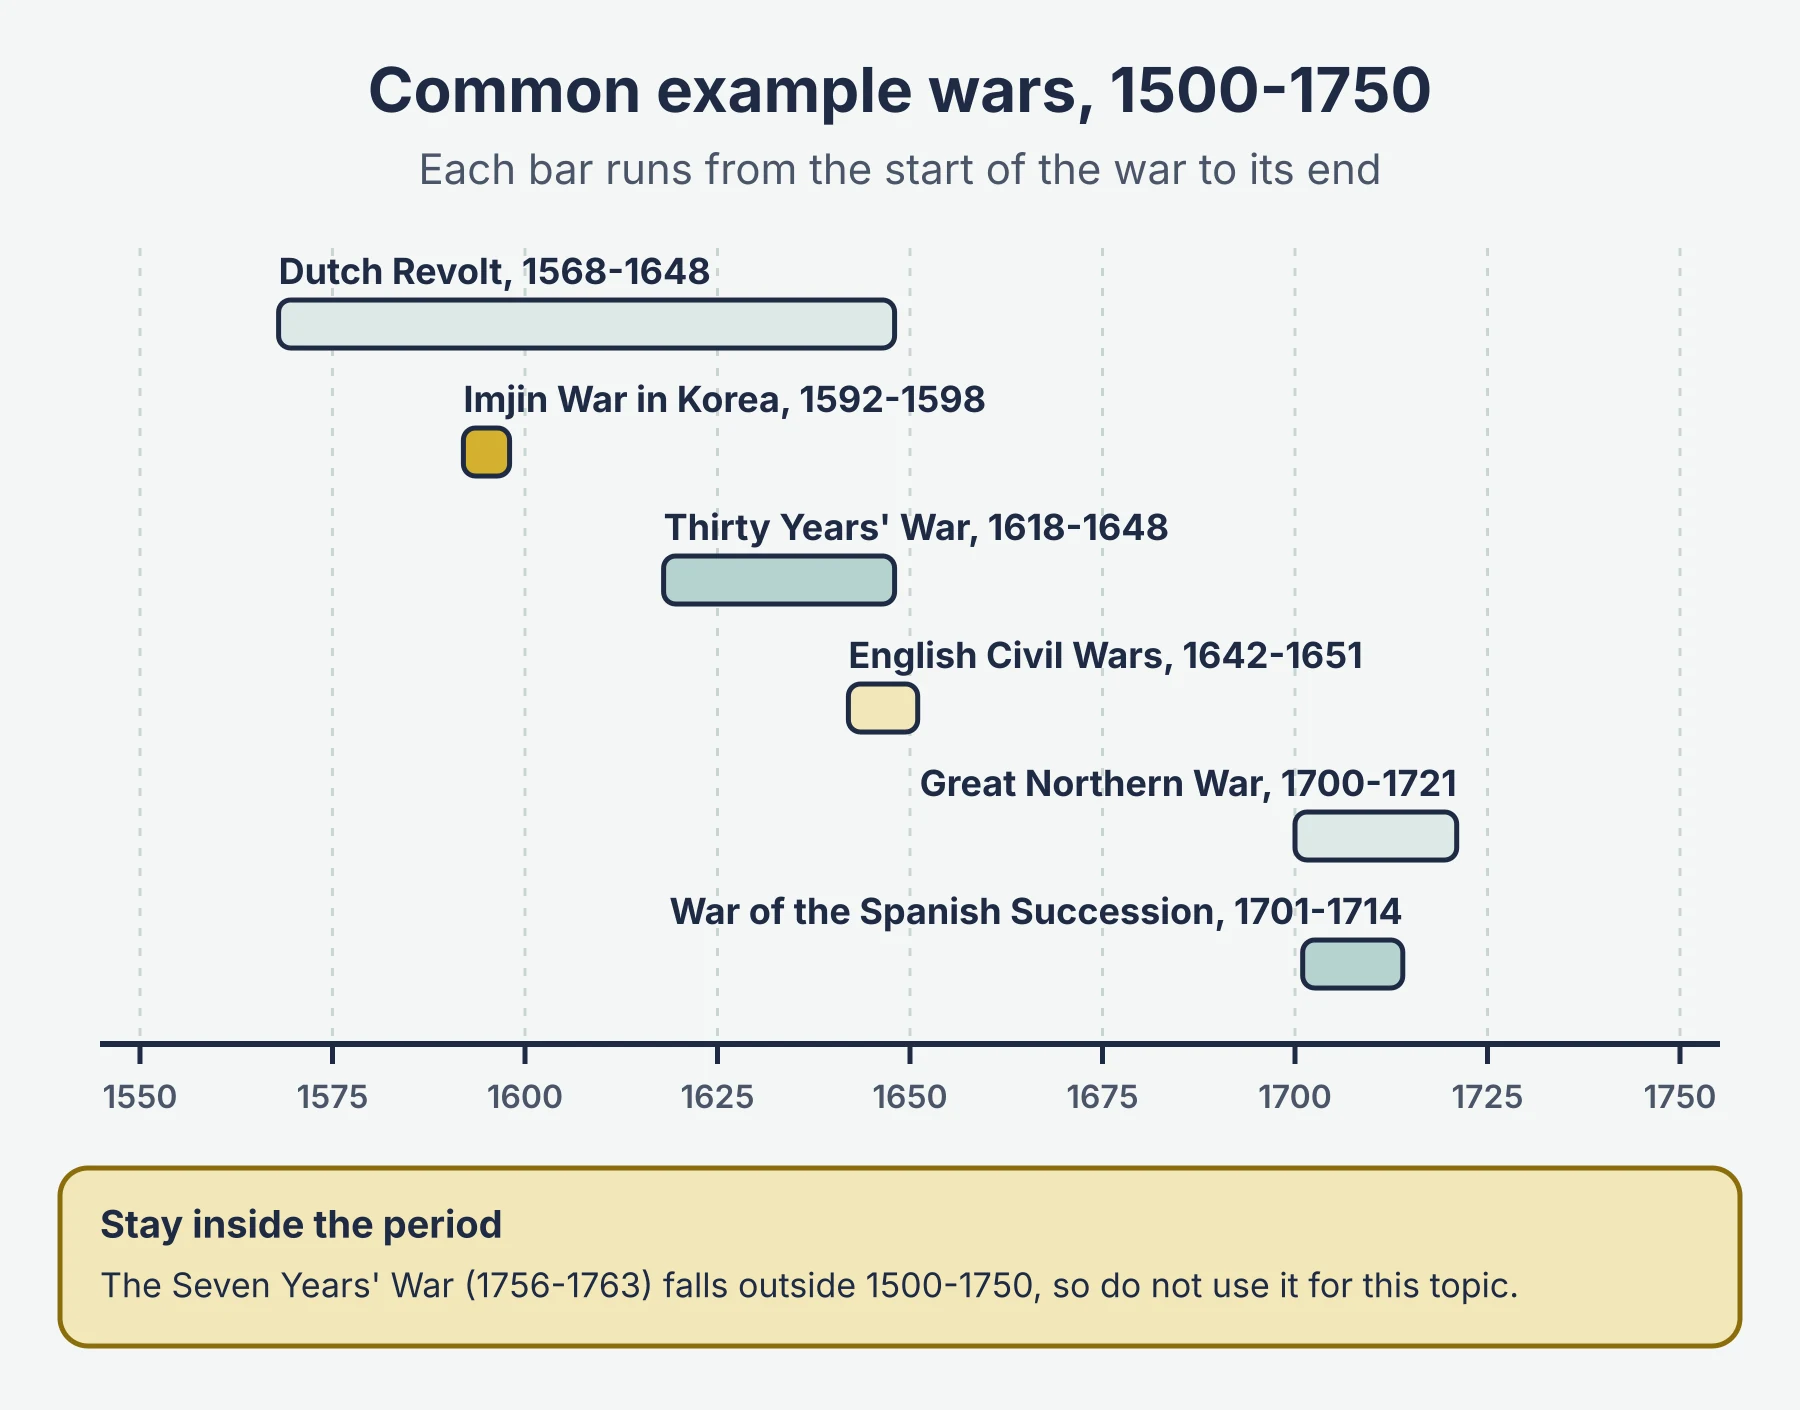 Common example wars, 1500-1750
Each bar runs from the start of the war to its end
Dutch Revolt, 1568-1648
Imjin War in Korea, 1592-1598
Thirty Years' War, 1618-1648
English Civil Wars, 1642-1651
Great Northern War, 1700-1721
War of the Spanish Succession, 1701-1714
1550 1575 1600 1625 1650 1675 1700 1725 1750
Stay inside the period
The Seven Years' War (1756-1763) falls outside 1500-1750, so do not use it for this topic.